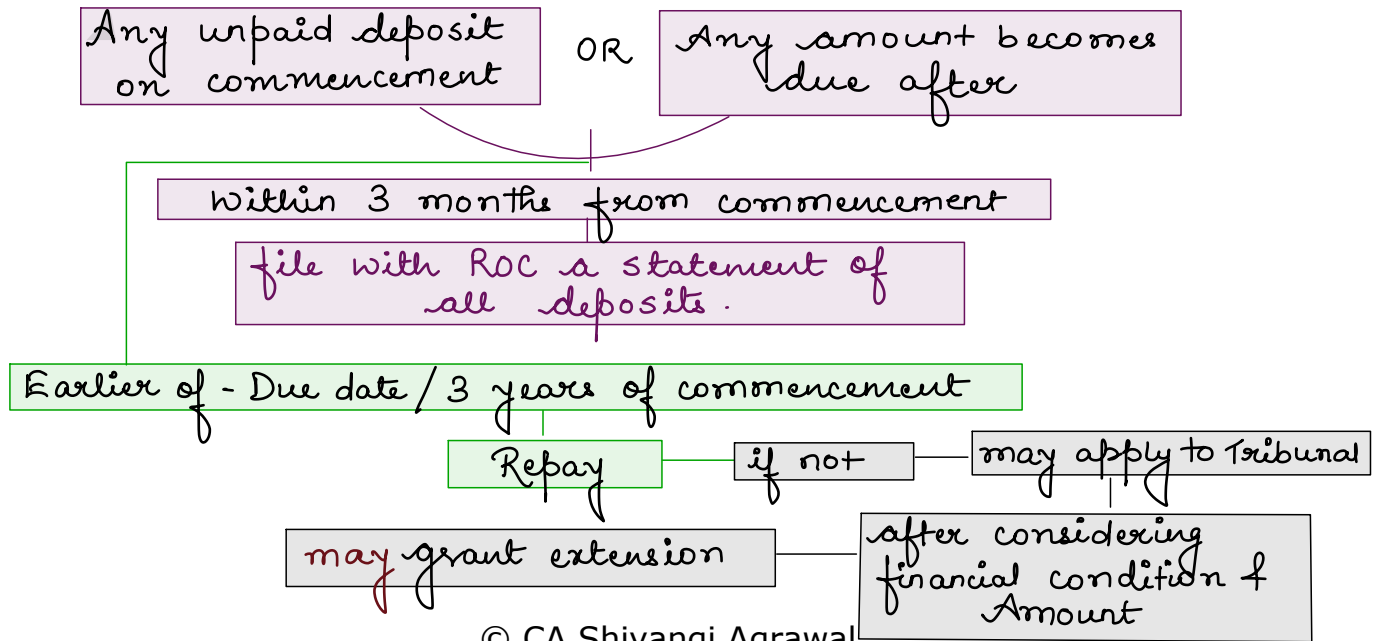 Any unpaid deposit
on commencement
OR
Any amount becomes
due after
Within 3 months from commencement
file with ROC a statement of
all deposits.
Earlier of - Due date / 3 years of commencement
Repay
if not
may apply to Tribunal
after considering
financial condition &
Amount
may grant extension
© CA Shivangi Agrawal